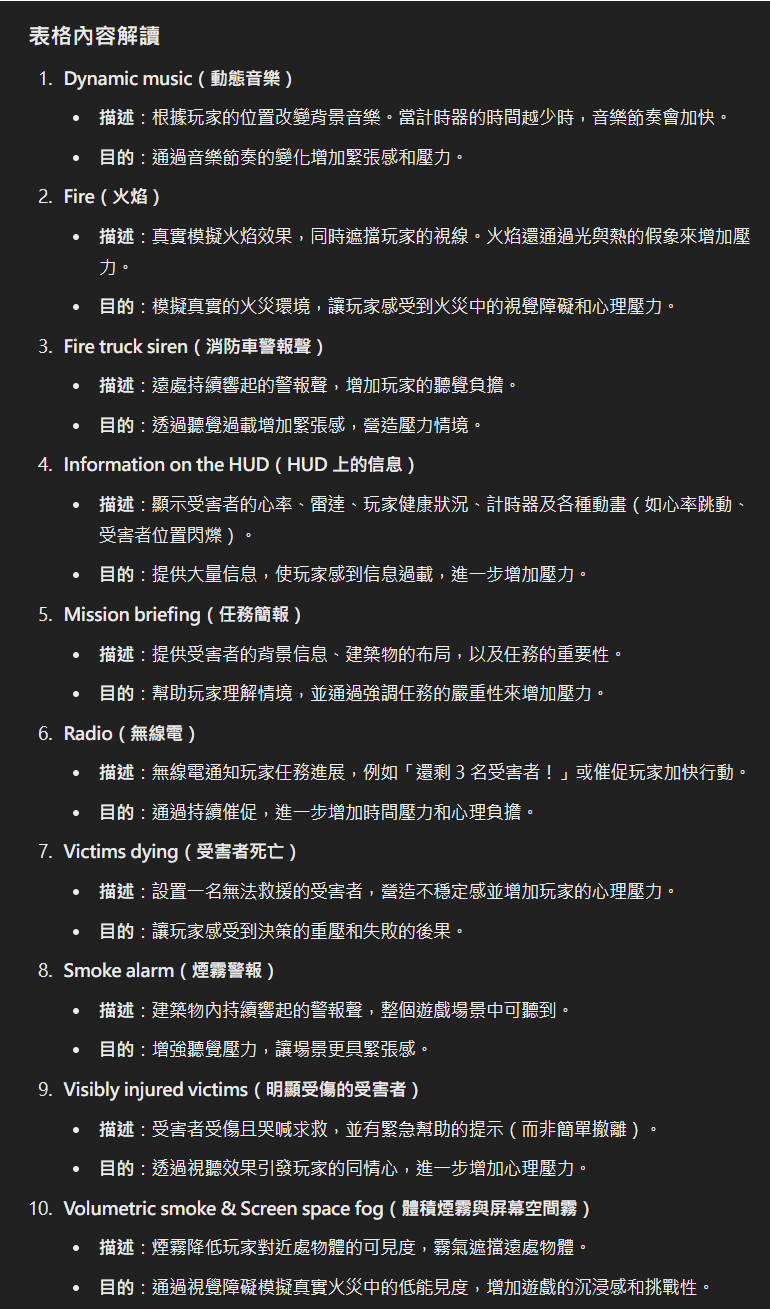 表格內容解讀
1. Dynamic music（動態音樂）
• 描述：根據玩家的位置改變背景音樂。當計時器的時間越少時，音樂節奏會加快。
• 目的：通過音樂節奏的變化增加緊張感和壓力。
2. Fire（火焰）
• 描述：真實模擬火焰效果，同時遮擋玩家的視線。火焰還通過光與熱的假象來增加壓
力。
• 目的：模擬真實的火災環境，讓玩家感受到火災中的視覺障礙和心理壓力。
3. Fire truck siren（消防車警報聲）
• 描述：遠處持續響起的警報聲，增加玩家的聽覺負擔。
• 目的：透過聽覺過載增加緊張感，營造壓力情境。
4. Information on the HUD（HUD 上的信息）
• 描述：顯示受害者的心率、雷達、玩家健康狀況、計時器及各種動畫（如心率跳動、
受害者位置閃爍）。
• 目的：提供大量信息，使玩家感到信息過載，進一步增加壓力。
5. Mission briefing（任務簡報）
• 描述：提供受害者的背景信息、建築物的布局，以及任務的重要性。
• 目的：幫助玩家理解情境，並通過強調任務的嚴重性來增加壓力。
6. Radio（無線電）
• 描述：無線電通知玩家任務進展，例如「還剩 3 名受害者！」或催促玩家加快行動。
• 目的：通過持續催促，進一步增加時間壓力和心理負擔。
7. Victims dying（受害者死亡）
• 描述：設置一名無法救援的受害者，營造不穩定感並增加玩家的心理壓力。
• 目的：讓玩家感受到決策的重壓和失敗的後果。
8. Smoke alarm（煙霧警報）
• 描述：建築物內持續響起的警報聲，整個遊戲場景中可聽到。
• 目的：增強聽覺壓力，讓場景更具緊張感。
9. Visibly injured victims（明顯受傷的受害者）
• 描述：受害者受傷且哭喊求救，並有緊急幫助的提示（而非簡單撤離）。
• 目的：透過視聽效果引發玩家的同情心，進一步增加心理壓力。
10. Volumetric smoke & Screen space fog（體積煙霧與屏幕空間霧）
• 描述：煙霧降低玩家對近處物體的可見度，霧氣遮擋遠處物體。
• 目的：通過視覺障礙模擬真實火災中的低能見度，增加遊戲的沉浸感和挑戰性。